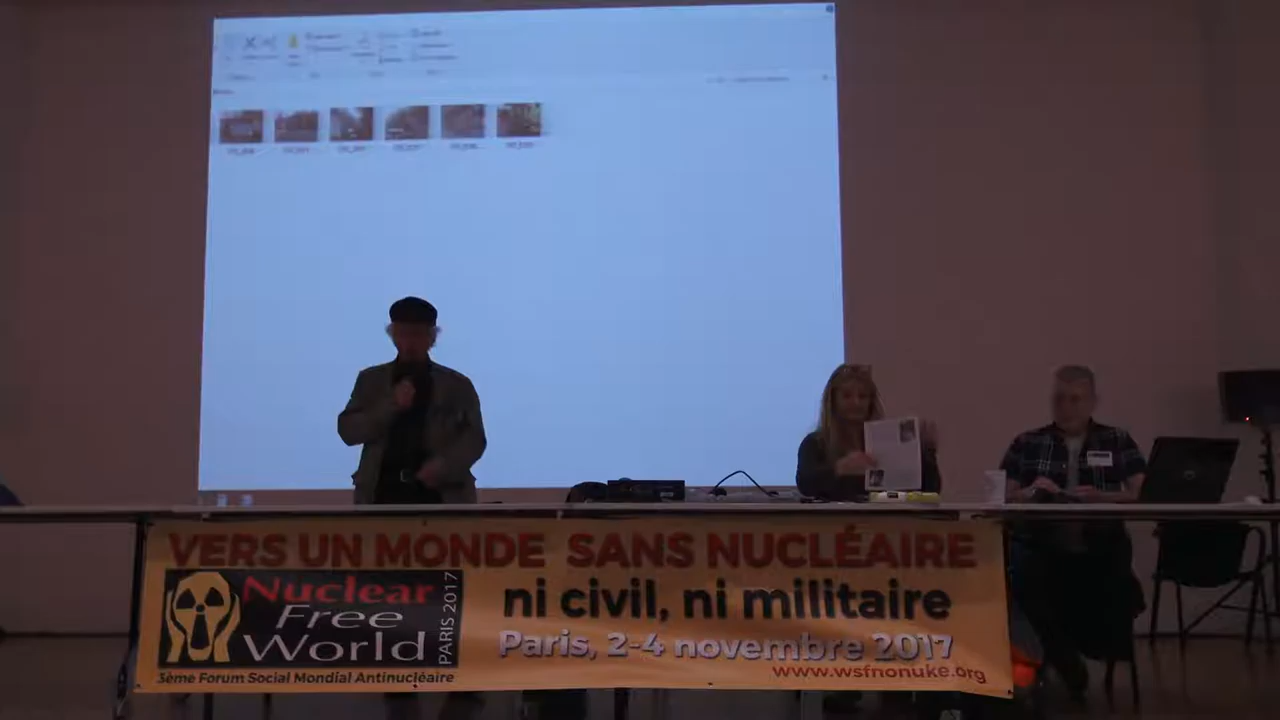 VERS UN MONDE SANS NUCLÉAIRE
Nuclear
Free
World
PARIS 2017
3ème Forum Social Mondial Antinucléaire
ni civil, ni militaire
Paris, 2-4 novembre 2017
www.wsfnonuke.org